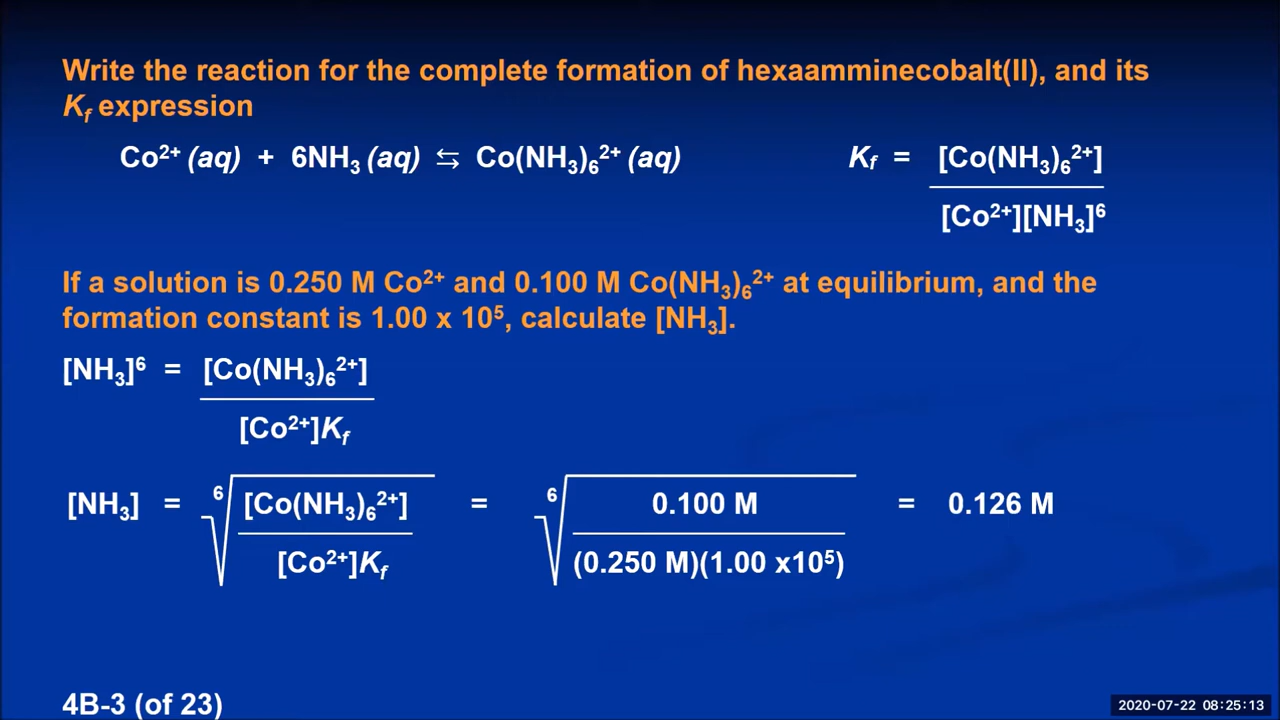 Write the reaction for the complete formation of hexaamminecobalt(II), and its
K_f expression
Co²⁺ (aq) + 6NH₃ (aq) ⇆ Co(NH₃)₆²⁺ (aq) K_f = [Co(NH₃)₆²⁺]
[Co²⁺][NH₃]⁶
If a solution is 0.250 M Co²⁺ and 0.100 M Co(NH₃)₆²⁺ at equilibrium, and the
formation constant is 1.00 x 10⁵, calculate [NH₃].
[NH₃]⁶ = [Co(NH₃)₆²⁺]
[Co²⁺]K_f
[NH₃] = ⁶√ [Co(NH₃)₆²⁺] = ⁶√ 0.100 M = 0.126 M
[Co²⁺]K_f (0.250 M)(1.00 x10⁵)
4B-3 (of 23)
2020-07-22 08:25:13